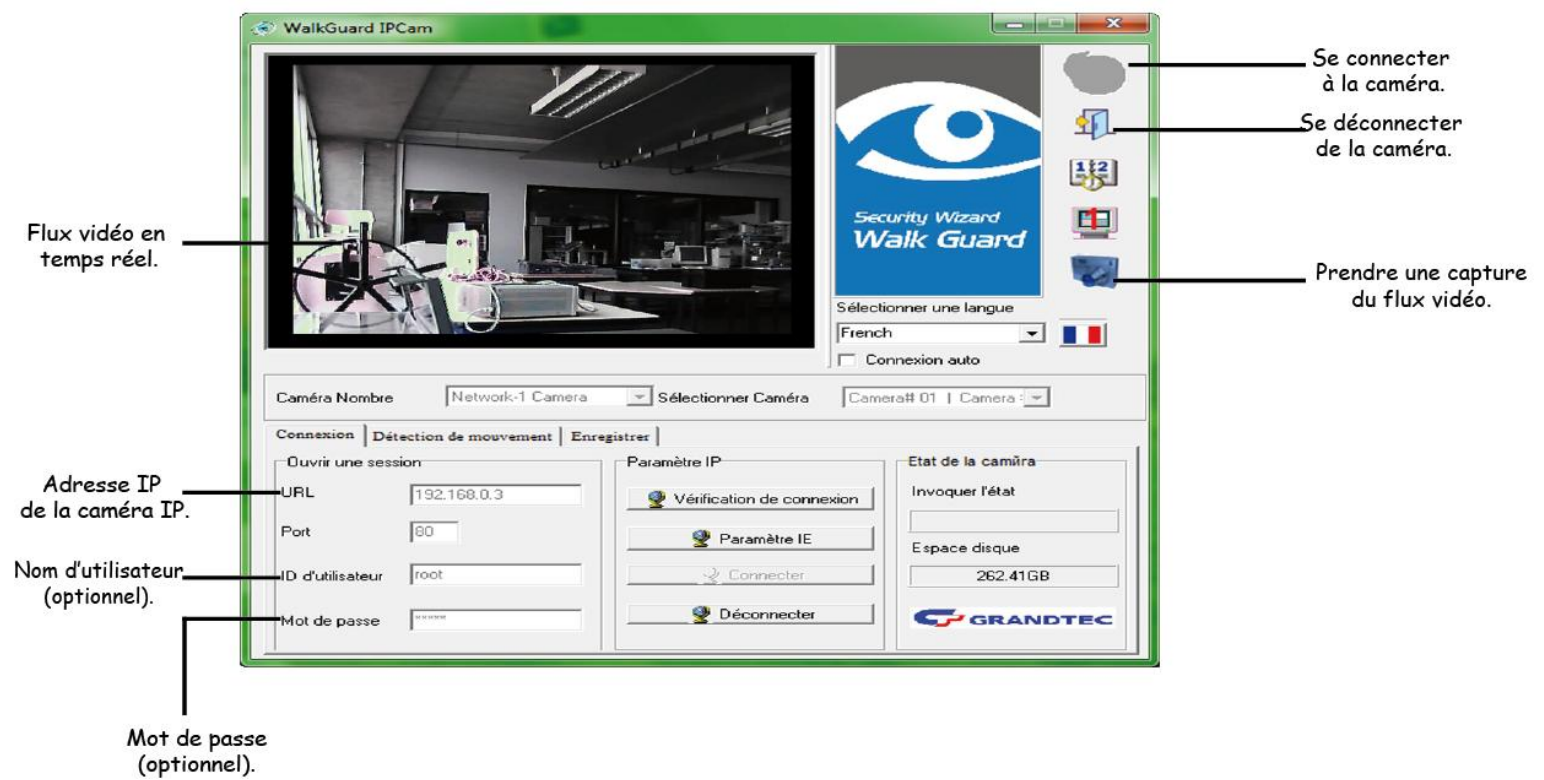 WalkGuard IPCam
Se connecter
à la caméra.
Se déconnecter
de la caméra.
1 2
Security Wizard
Walk Guard
1
Flux vidéo en
temps réel.
Prendre une capture
du flux vidéo.
Sélectionner une langue
French
Connexion auto
Caméra Nombre
Network-1 Camera
Sélectionner Caméra
Camera# 01 | Camera
Connexion
Détection de mouvement
Enregistrer
Ouvrir une session
Paramètre IP
Etat de la camûra
Adresse IP
de la caméra IP.
URL
192.168.0.3
Vérification de connexion
Invoquer l'état
Port
80
Paramètre IE
Espace disque
Nom d'utilisateur
(optionnel).
ID d'utilisateur
root
Connecter
262.41GB
Mot de passe
*****
Déconnecter
GRANDTEC
Mot de passe
(optionnel).